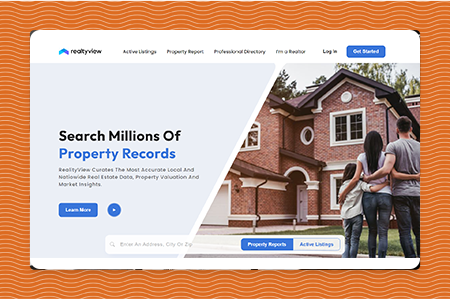 realtyview
Active Listings Property Report Professional Directory I'm a Realtor Log in Get Started
Search Millions Of
Property Records
RealtyView Curates The Most Accurate Local And
Nationwide Real Estate Data, Property Valuation And
Market Insights.
Learn More
Enter An Address, City Or Zip Property Reports Active Listings